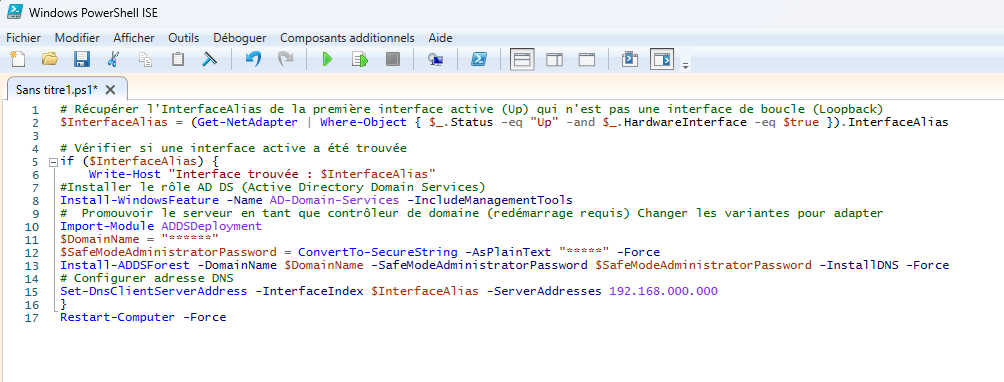 Windows PowerShell ISE
Fichier Modifier Afficher Outils Déboguer Composants additionnels Aide
Sans titre1.ps1* X
1 # Récupérer l'InterfaceAlias de la première interface active (Up) qui n'est pas une interface de boucle (Loopback)
2 $InterfaceAlias = (Get-NetAdapter | Where-Object { $_.Status -eq "Up" -and $_.HardwareInterface -eq $true }).InterfaceAlias
3
4 # Vérifier si une interface active a été trouvée
5 if ($InterfaceAlias) {
6 Write-Host "Interface trouvée : $InterfaceAlias"
7 #Installer le rôle AD DS (Active Directory Domain Services)
8 Install-WindowsFeature -Name AD-Domain-Services -IncludeManagementTools
9 # Promouvoir le serveur en tant que contrôleur de domaine (redémarrage requis) Changer les variantes pour adapter
10 Import-Module ADDSDeployment
11 $DomainName = "******"
12 $SafeModeAdministratorPassword = ConvertTo-SecureString -AsPlainText "*****" -Force
13 Install-ADDSForest -DomainName $DomainName -SafeModeAdministratorPassword $SafeModeAdministratorPassword -InstallDNS -Force
14 # Configurer adresse DNS
15 Set-DnsClientServerAddress -InterfaceIndex $InterfaceAlias -ServerAddresses 192.168.000.000
16 }
17 Restart-Computer -Force